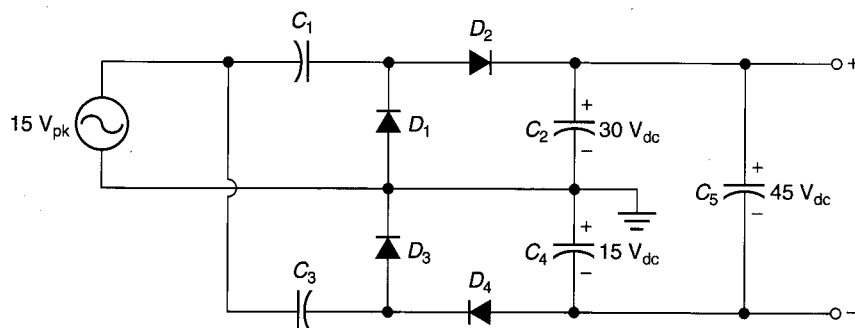 C1
D2
+
15 Vpk
D1
+
C2
30 Vdc
−
+
C5
45 Vdc
−
D3
+
C4
15 Vdc
−
C3
D4
−